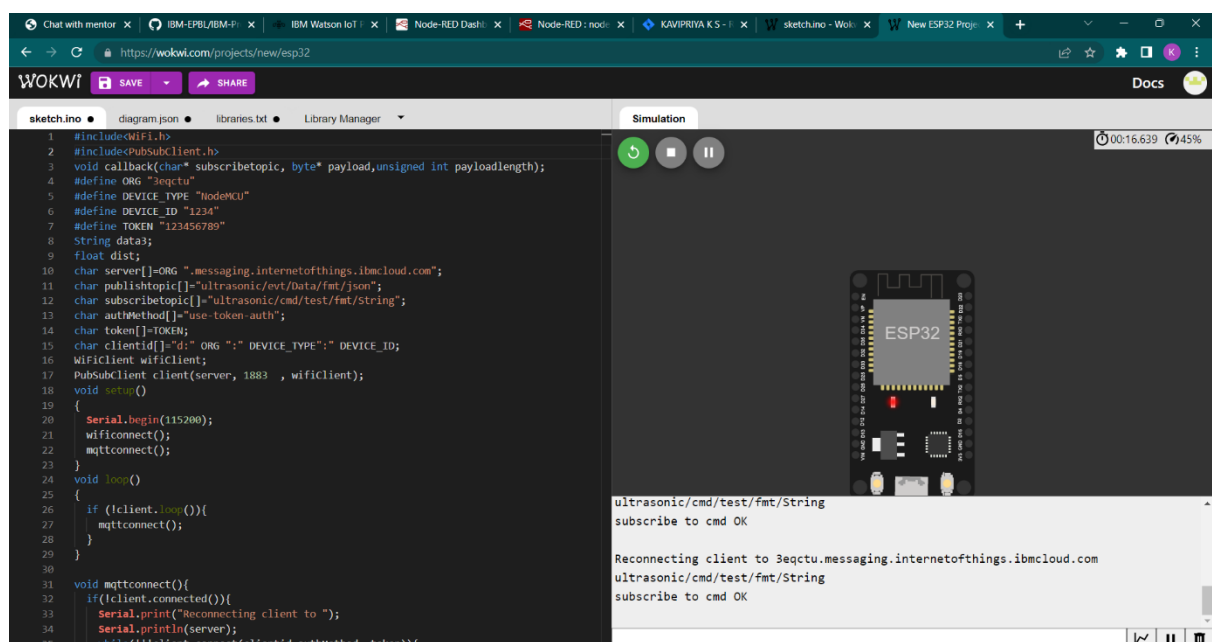 Chat with mentor
IBM-EPBL/IBM-Pr
IBM Watson IoT P
Node-RED Dashb
Node-RED : node
KAVIPRIYA K S - I
sketch.ino - Wokw
New ESP32 Projec
https://wokwi.com/projects/new/esp32
K
WOKWi
SAVE
SHARE
Docs
sketch.ino
diagram.json
libraries.txt
Library Manager
Simulation
1 #include<WiFi.h>
2 #include<PubSubClient.h>
3 void callback(char* subscribetopic, byte* payload,unsigned int payloadlength);
4 #define ORG "3eqctu"
5 #define DEVICE_TYPE "NodeMCU"
6 #define DEVICE_ID "1234"
7 #define TOKEN "123456789"
8 String data3;
9 float dist;
10 char server[]=ORG ".messaging.internetofthings.ibmcloud.com";
11 char publishtopic[]="ultrasonic/evt/Data/fmt/json";
12 char subscribetopic[]="ultrasonic/cmd/test/fmt/String";
13 char authMethod[]="use-token-auth";
14 char token[]=TOKEN;
15 char clientid[]="d:" ORG ":" DEVICE_TYPE":" DEVICE_ID;
16 WiFiClient wifiClient;
17 PubSubClient client(server, 1883  , wifiClient);
18 void setup()
19 {
20 Serial.begin(115200);
21 wificonnect();
22 mqttconnect();
23 }
24 void loop()
25 {
26 if (!client.loop()){
27 mqttconnect();
28 }
29 }
30
31 void mqttconnect(){
32 if(!client.connected()){
33 Serial.print("Reconnecting client to ");
34 Serial.println(server);
00:16.639 45%
ESP32
ultrasonic/cmd/test/fmt/String
subscribe to cmd OK
Reconnecting client to 3eqctu.messaging.internetofthings.ibmcloud.com
ultrasonic/cmd/test/fmt/String
subscribe to cmd OK